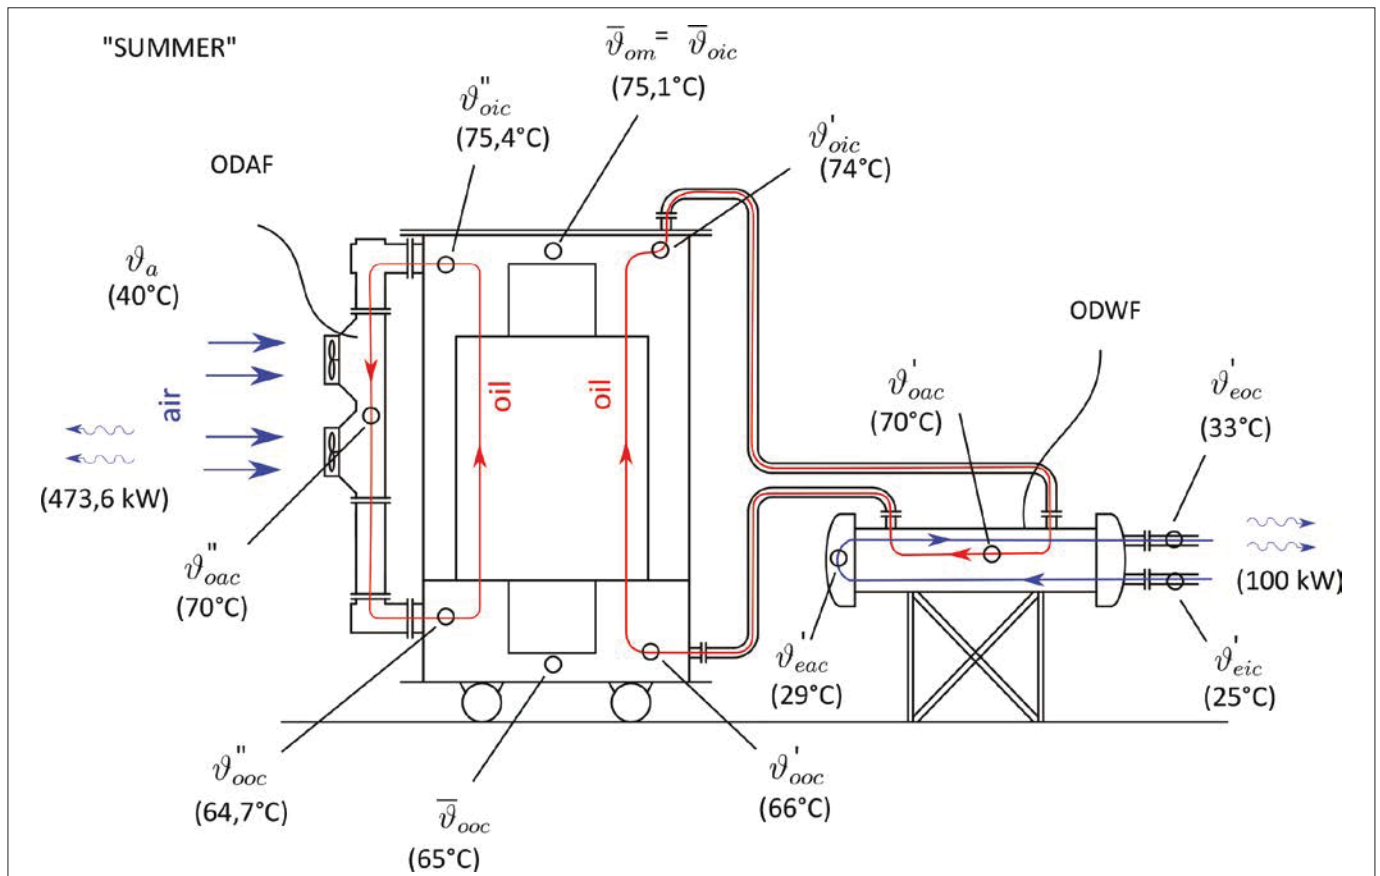 "SUMMER"
ϑ̅om = ϑ̅oic
(75,1°C)
ϑ''oic
(75,4°C)
ϑ'oic
(74°C)
ODAF
ϑa
(40°C)
air
(473,6 kW)
ϑ''oac
(70°C)
oil
oil
ODWF
ϑ'oac
(70°C)
ϑ'eoc
(33°C)
(100 kW)
ϑ'eac
(29°C)
ϑ'eic
(25°C)
ϑ''ooc
(64,7°C)
ϑ̅ooc
(65°C)
ϑ'ooc
(66°C)